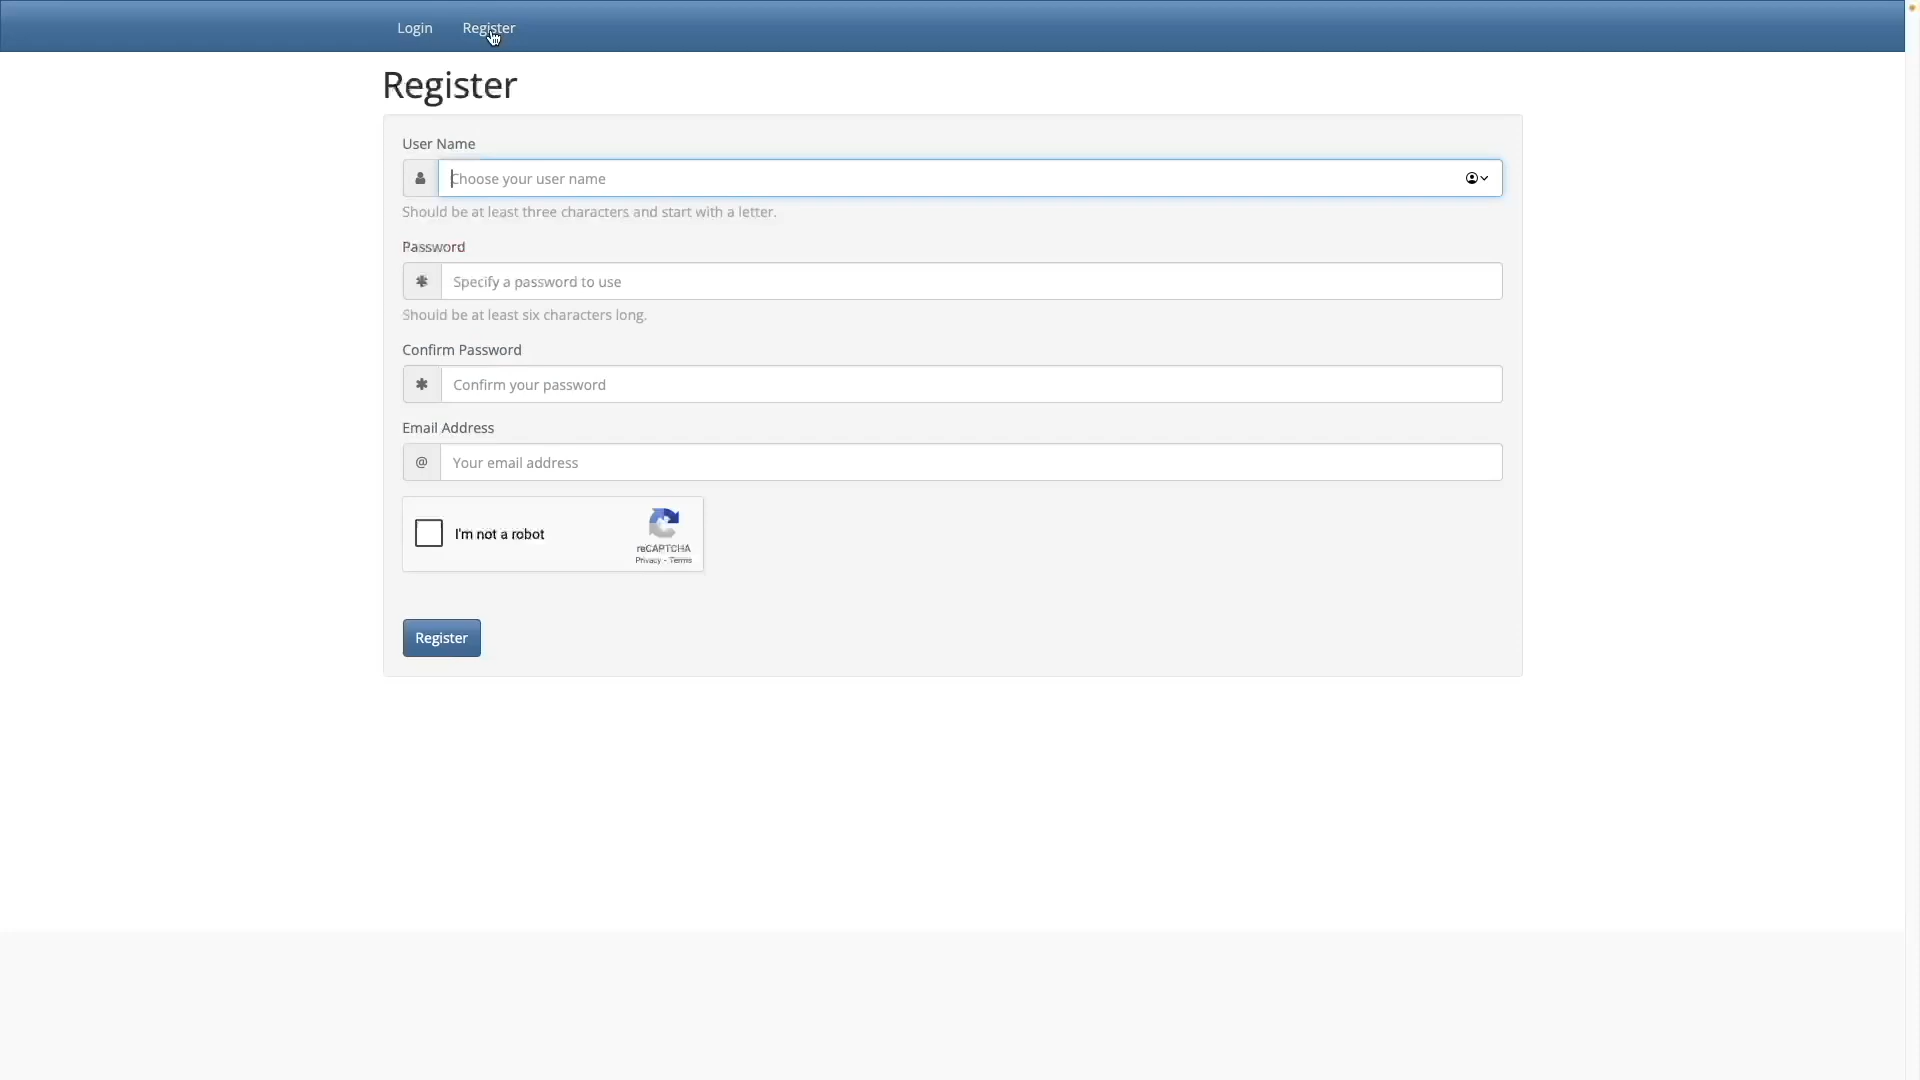 Login Register
Register
User Name
Choose your user name
Should be at least three characters and start with a letter.
Password
Specify a password to use
Should be at least six characters long.
Confirm Password
Confirm your password
Email Address
@ Your email address
I'm not a robot
reCAPTCHA
Privacy - Terms
Register